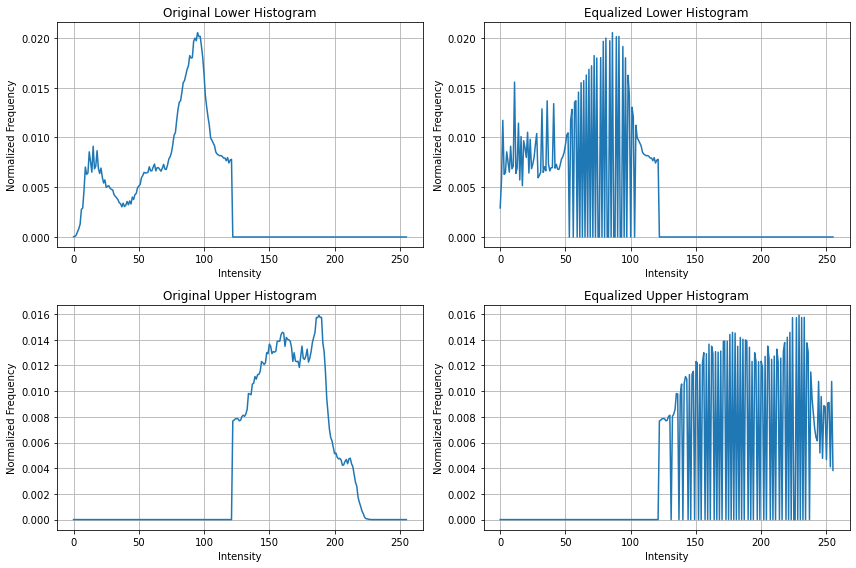 Original Lower Histogram
Normalized Frequency
0.020
0.015
0.010
0.005
0.000
0 50 100 150 200 250
Intensity
Equalized Lower Histogram
Normalized Frequency
0.020
0.015
0.010
0.005
0.000
0 50 100 150 200 250
Intensity
Original Upper Histogram
Normalized Frequency
0.016
0.014
0.012
0.010
0.008
0.006
0.004
0.002
0.000
0 50 100 150 200 250
Intensity
Equalized Upper Histogram
Normalized Frequency
0.016
0.014
0.012
0.010
0.008
0.006
0.004
0.002
0.000
0 50 100 150 200 250
Intensity